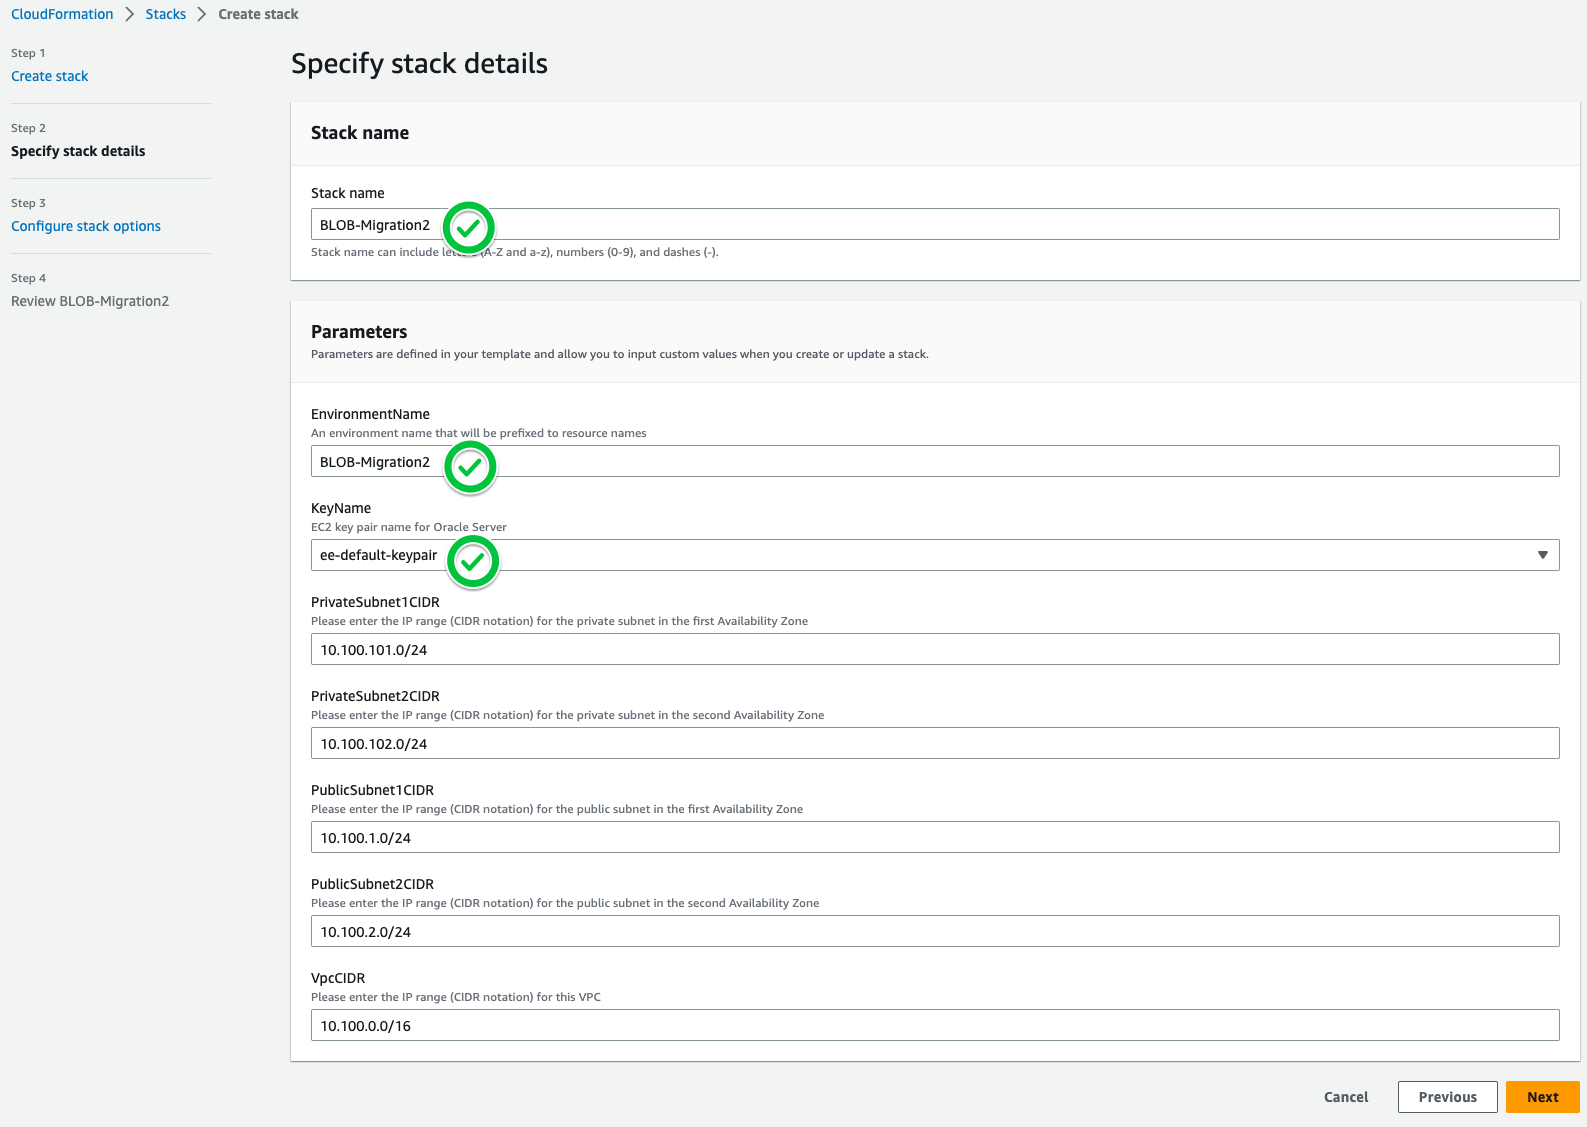 CloudFormation > Stacks > Create stack
Step 1
Create stack
Step 2
Specify stack details
Step 3
Configure stack options
Step 4
Review BLOB-Migration2
Specify stack details
Stack name
Stack name
BLOB-Migration2
Stack name can include (A-Z and a-z), numbers (0-9), and dashes (-).
Parameters
Parameters are defined in your template and allow you to input custom values when you create or update a stack.
EnvironmentName
An environment name that will be prefixed to resource names
BLOB-Migration2
KeyName
EC2 key pair name for Oracle Server
ee-default-keypair
PrivateSubnet1CIDR
Please enter the IP range (CIDR notation) for the private subnet in the first Availability Zone
10.100.101.0/24
PrivateSubnet2CIDR
Please enter the IP range (CIDR notation) for the private subnet in the second Availability Zone
10.100.102.0/24
PublicSubnet1CIDR
Please enter the IP range (CIDR notation) for the public subnet in the first Availability Zone
10.100.1.0/24
PublicSubnet2CIDR
Please enter the IP range (CIDR notation) for the public subnet in the second Availability Zone
10.100.2.0/24
VpcCIDR
Please enter the IP range (CIDR notation) for this VPC
10.100.0.0/16
Cancel
Previous
Next